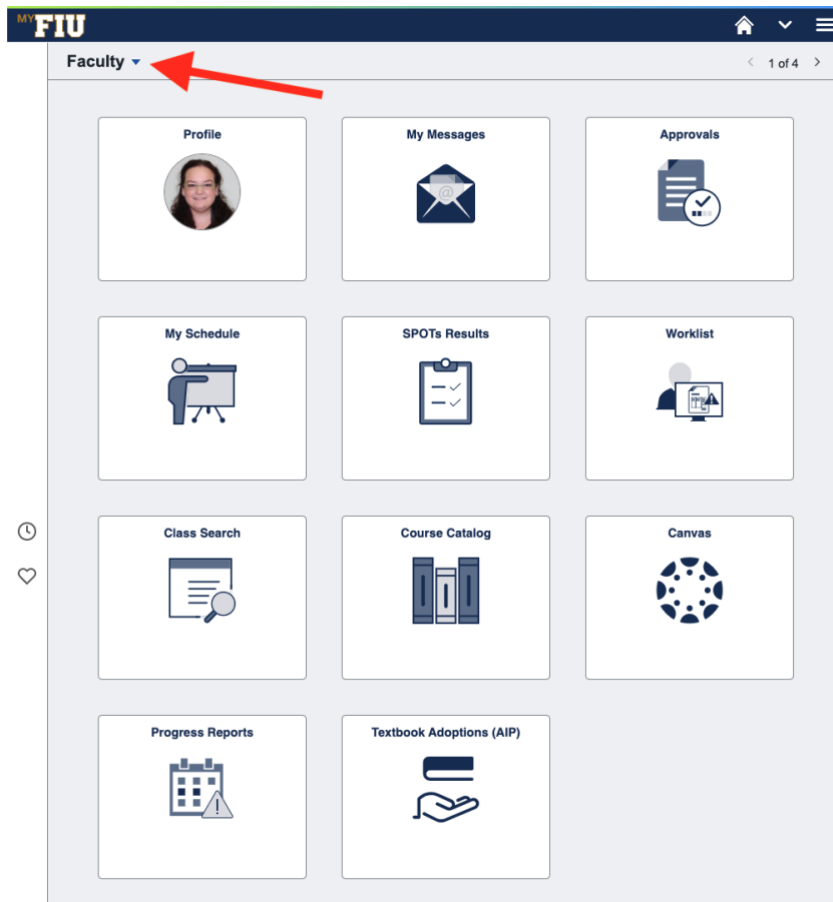 MY FIU
Faculty
1 of 4
Profile
My Messages
@
Approvals
My Schedule
SPOTs Results
Worklist
Class Search
Course Catalog
Canvas
Progress Reports
Textbook Adoptions (AIP)